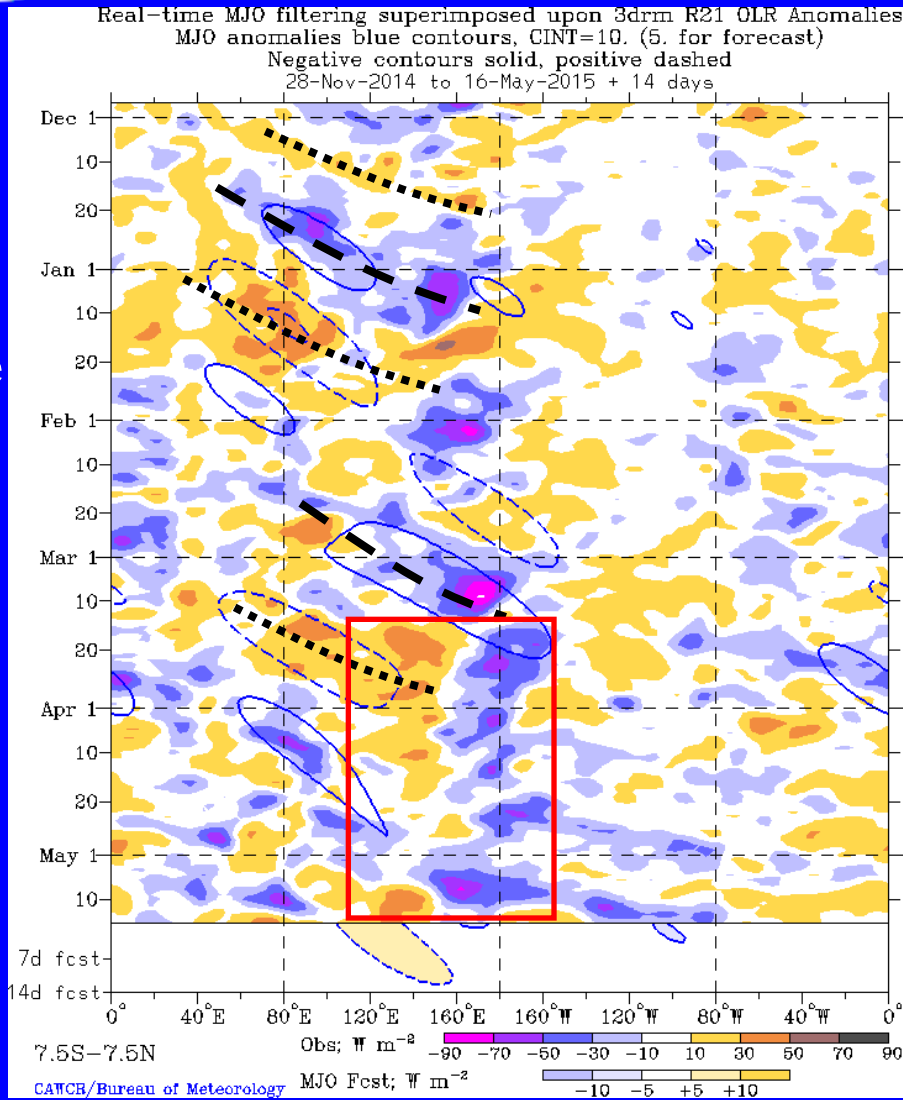 Real-time MJO filtering superimposed upon 3drm R21 OLR Anomalies
MJO anomalies blue contours, CINT=10. (5. for forecast)
Negative contours solid, positive dashed
28-Nov-2014 to 16-May-2015 + 14 days
Dec 1
10
20
Jan 1
10
20
Feb 1
10
20
Mar 1
10
20
Apr 1
10
20
May 1
10
7d fcst
14d fcst
0° 40°E 80°E 120°E 160°E 160°W 120°W 80°W 40°W 0°
7.5S-7.5N
Obs; W m⁻²
-90 -70 -50 -30 -10 10 30 50 70 90
CAWCR/Bureau of Meteorology
MJO Fcst; W m⁻²
-10 -5 +5 +10